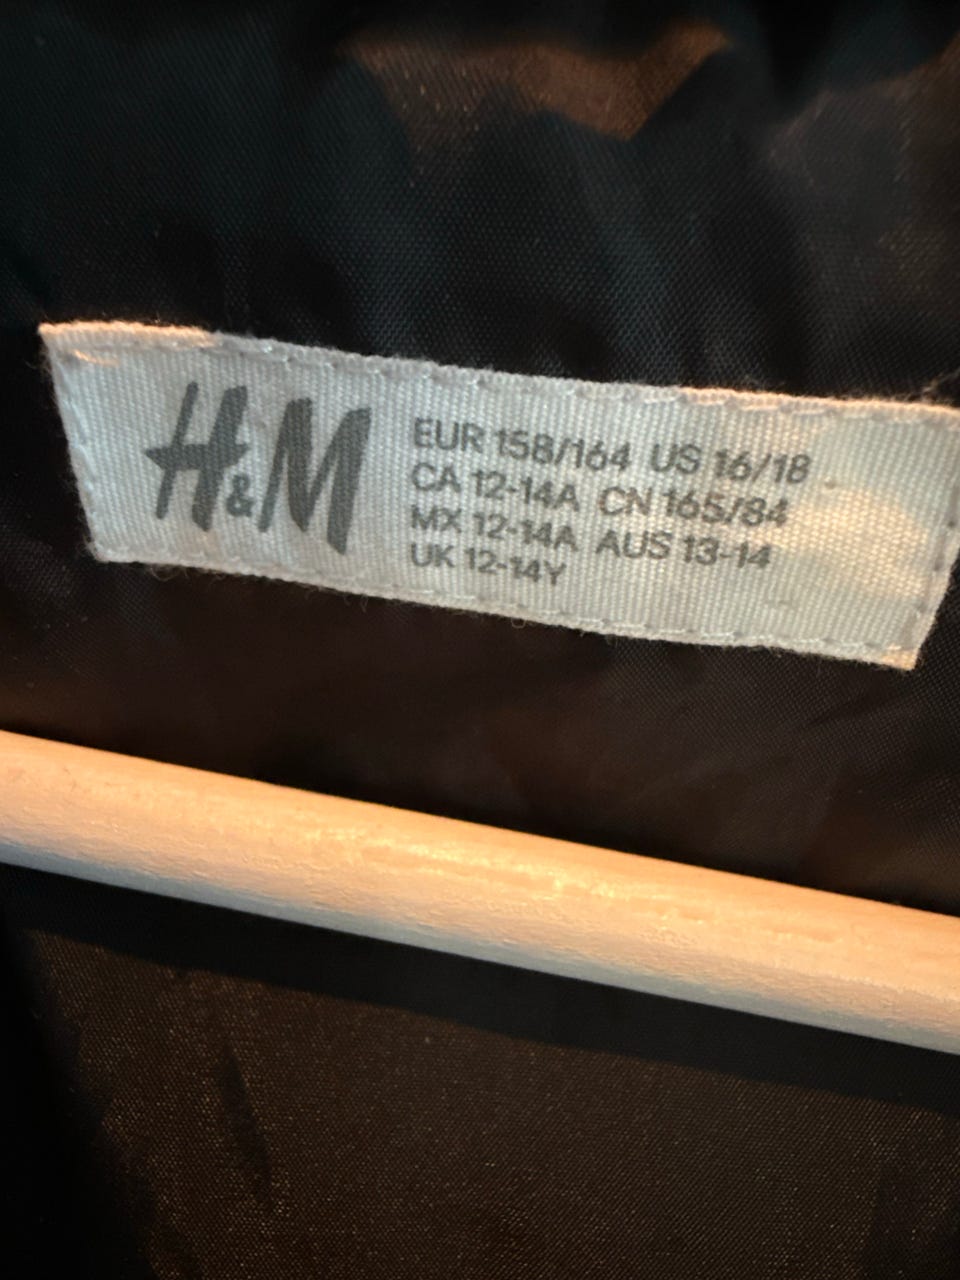 H&M
EUR 158/164 US 16/18
CA 12-14A CN 165/84
MX 12-14A AUS 13-14
UK 12-14Y